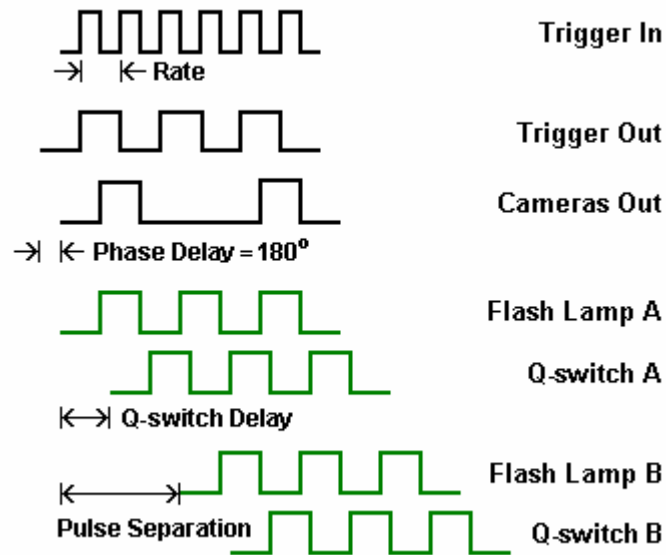 Trigger In
Rate
Trigger Out
Cameras Out
Phase Delay = 180°
Flash Lamp A
Q-switch A
Q-switch Delay
Flash Lamp B
Pulse Separation
Q-switch B